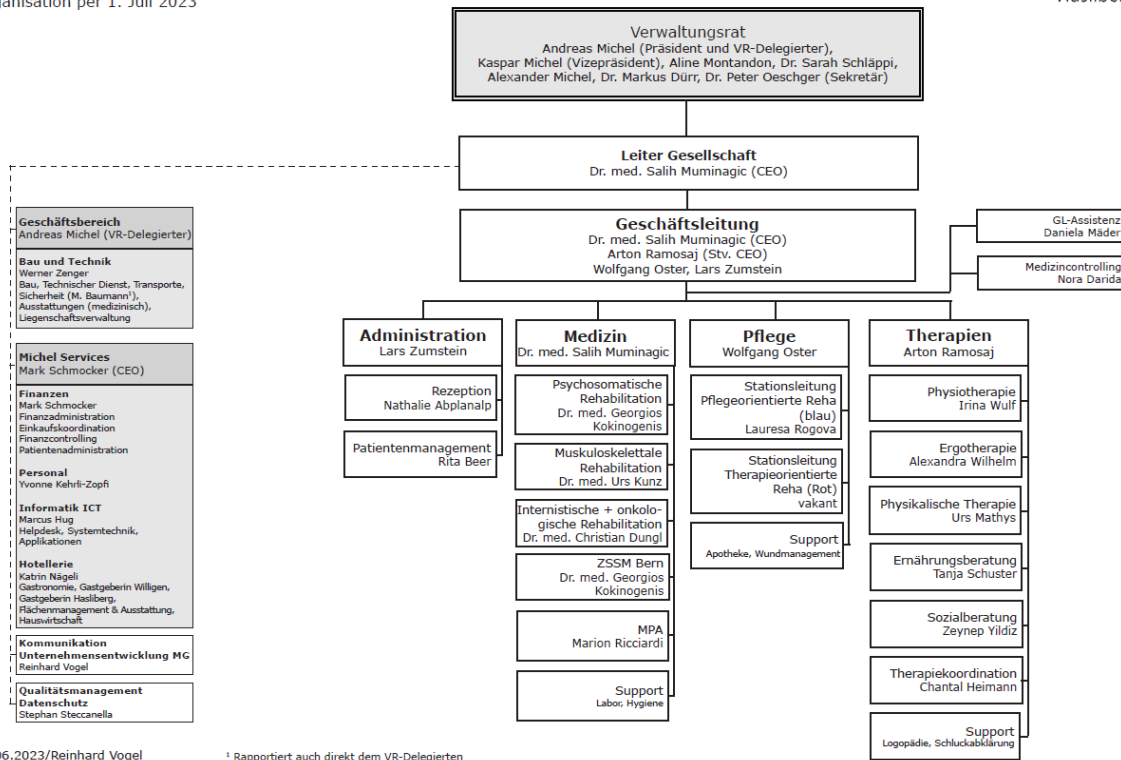 ganisation per 1. Juli 2023
Verwaltungsrat
Andreas Michel (Präsident und VR-Delegierter),
Kaspar Michel (Vizepräsident), Aline Montandon, Dr. Sarah Schläppi,
Alexander Michel, Dr. Markus Dürr, Dr. Peter Oeschger (Sekretär)
Leiter Gesellschaft
Dr. med. Salih Muminagic (CEO)
Geschäftsleitung
Dr. med. Salih Muminagic (CEO)
Arton Ramosaj (Stv. CEO)
Wolfgang Oster, Lars Zumstein
GL-Assistenz
Daniela Mäder
Medizincontrolling
Nora Darida
Geschäftsbereich
Andreas Michel (VR-Delegierter)
Bau und Technik
Werner Zenger
Bau, Technischer Dienst, Transporte,
Sicherheit (M. Baumann¹),
Ausstattungen (medizinisch),
Liegenschaftsverwaltung
Michel Services
Mark Schmocker (CEO)
Finanzen
Mark Schmocker
Finanzadministration
Einkaufskoordination
Finanzcontrolling
Patientenadministration
Personal
Yvonne Kehrli-Zopfi
Informatik ICT
Marcus Hug
Helpdesk, Systemtechnik,
Applikationen
Hotellerie
Katrin Nägeli
Gastronomie, Gastgeberin Willigen,
Gastgeberin Hasliberg,
Flächenmanagement & Ausstattung,
Hauswirtschaft
Kommunikation
Unternehmensentwicklung MG
Reinhard Vogel
Qualitätsmanagement
Datenschutz
Stephan Steccanella
Administration
Lars Zumstein
Rezeption
Nathalie Abplanalp
Patientenmanagement
Rita Beer
Medizin
Dr. med. Salih Muminagic
Psychosomatische
Rehabilitation
Dr. med. Georgios
Kokinogenis
Muskuloskelettale
Rehabilitation
Dr. med. Urs Kunz
Internistische + onkolo-
gische Rehabilitation
Dr. med. Christian Dungl
ZSSM Bern
Dr. med. Georgios
Kokinogenis
MPA
Marion Ricciardi
Support
Labor, Hygiene
Pflege
Wolfgang Oster
Stationsleitung
Pflegeorientierte Reha
(blau)
Lauresa Rogova
Stationsleitung
Therapieorientierte
Reha (Rot)
vakant
Support
Apotheke, Wundmanagement
Therapien
Arton Ramosaj
Physiotherapie
Irina Wulf
Ergotherapie
Alexandra Wilhelm
Physikalische Therapie
Urs Mathys
Ernährungsberatung
Tanja Schuster
Sozialberatung
Zeynep Yildiz
Therapiekoordination
Chantal Heimann
Support
Logopädie, Schluckabklärung
06.2023/Reinhard Vogel
¹ Rapportiert auch direkt dem VR-Delegierten